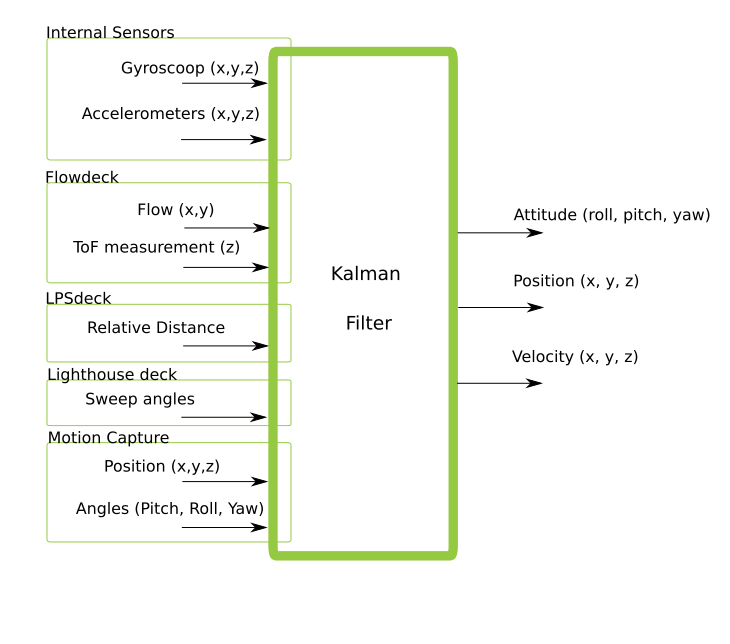 Internal Sensors
Gyroscoop (x,y,z)
Accelerometers (x,y,z)
Flowdeck
Flow (x,y)
ToF measurement (z)
LPSdeck
Relative Distance
Lighthouse deck
Sweep angles
Motion Capture
Position (x,y,z)
Angles (Pitch, Roll, Yaw)
Kalman
Filter
Attitude (roll, pitch, yaw)
Position (x, y, z)
Velocity (x, y, z)